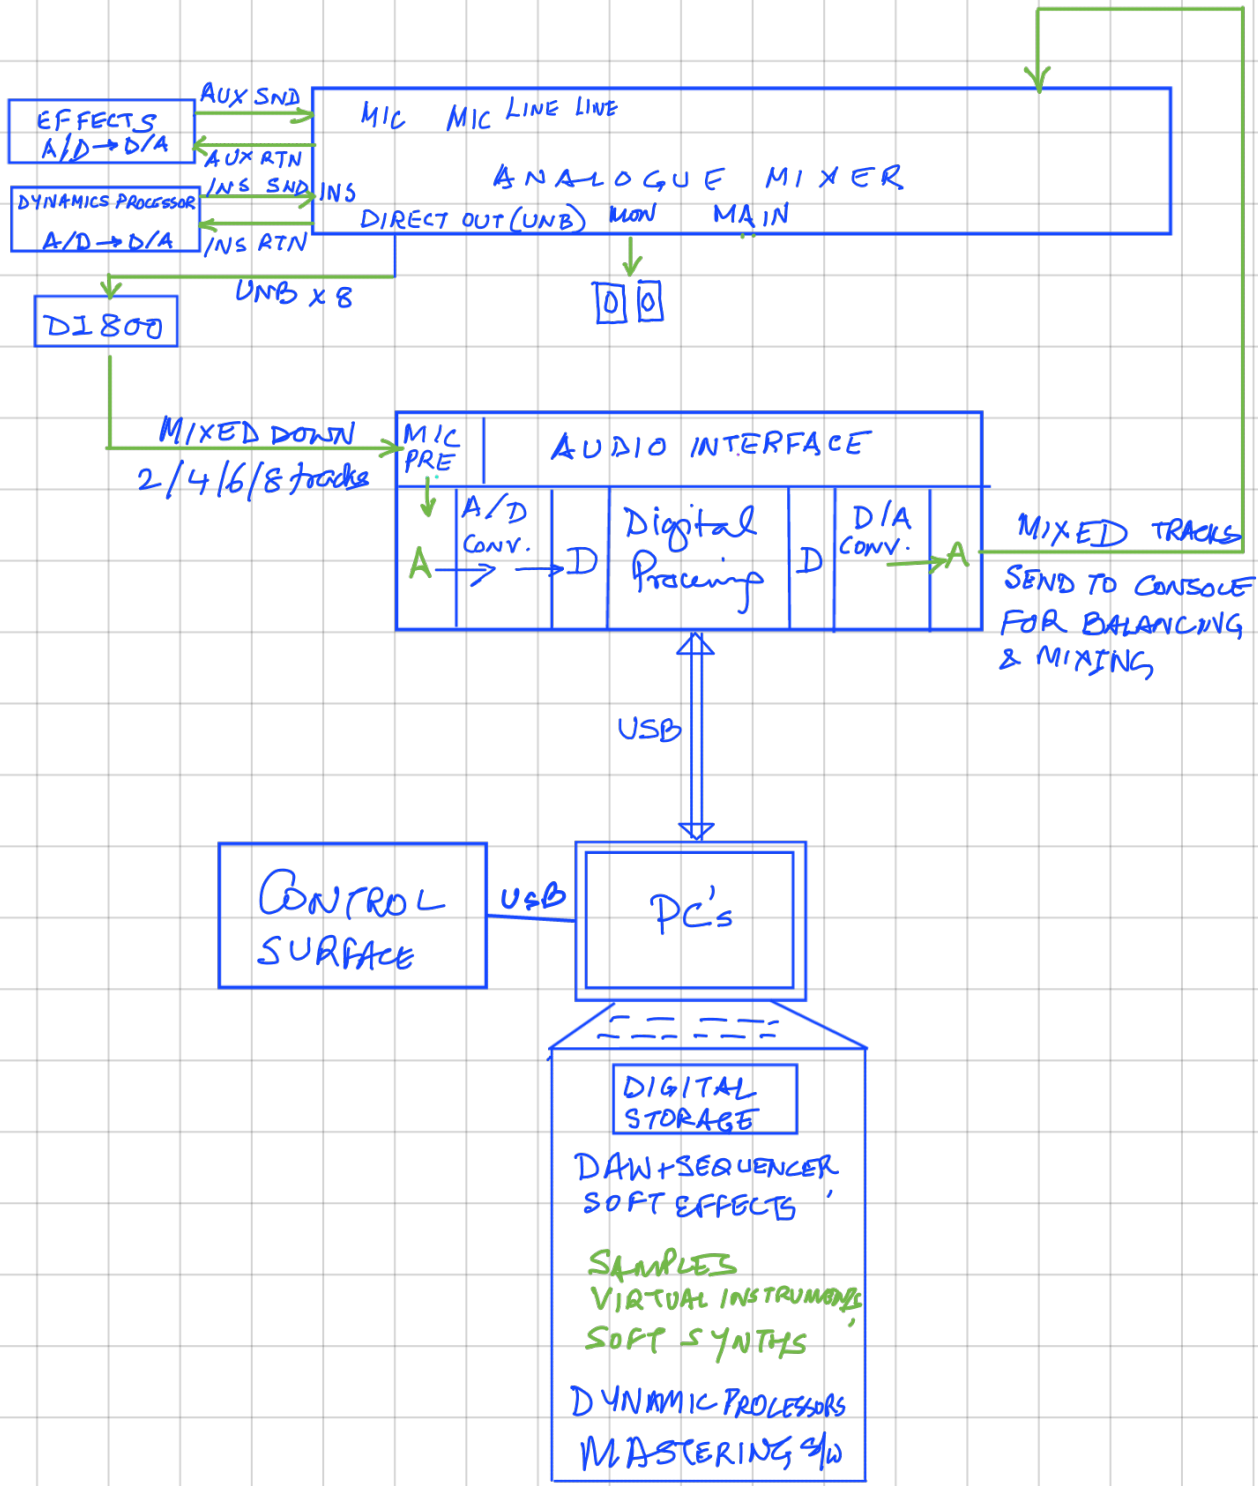 AUX SND
EFFECTS
A/D → D/A
AUX RTN
INS SND
DYNAMICS PROCESSOR
A/D → D/A
INS RTN
MIC MIC LINE LINE
ANALOGUE MIXER
INS
DIRECT OUT (UNB) MON MAIN
UNB x 8
DI 800
MIXED DOWN
2/4/6/8 tracks
MIC
PRE
AUDIO INTERFACE
A
A/D
CONV.
D
Digital
Processing
D
D/A
CONV.
A
MIXED TRACKS
SEND TO CONSOLE
FOR BALANCING
& MIXING
USB
CONTROL
SURFACE
USB
PC's
DIGITAL
STORAGE
DAW + SEQUENCER
SOFT EFFECTS,
SAMPLES
VIRTUAL INSTRUMENTS,
SOFT SYNTHS
DYNAMIC PROCESSORS
MASTERING S/W